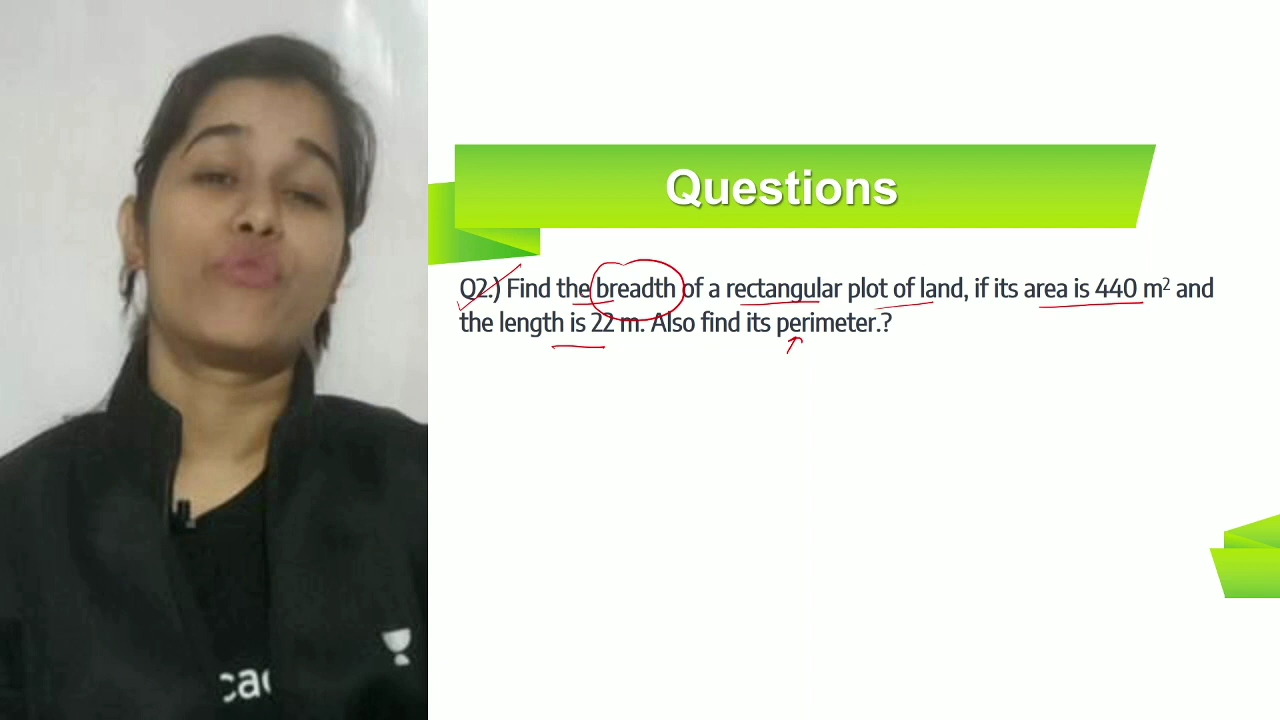 Questions
Q2.) Find the breadth of a rectangular plot of land, if its area is 440 m² and
the length is 22 m. Also find its perimeter.?